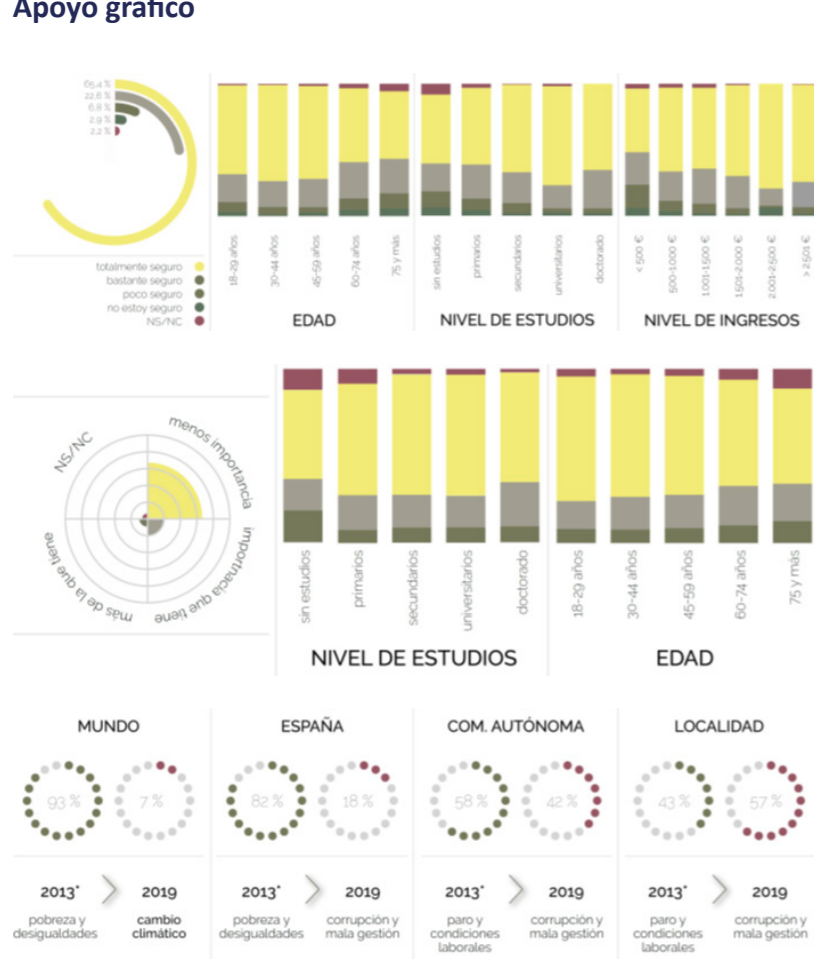 Apoyo gráfico
65.4 %
22.6 %
6.8 %
2.9 %
2.2 %
totalmente seguro
bastante seguro
poco seguro
no estoy seguro
NS/NC
18-29 años
30-44 años
45-59 años
60-74 años
75 y más
EDAD
sin estudios
primarios
secundarios
universitarios
doctorado
NIVEL DE ESTUDIOS
< 500 €
500-1.000 €
1.001-1.500 €
1.501-2.000 €
2.001-2.500 €
> 2.501 €
NIVEL DE INGRESOS
NS/NC
menos importancia
importnacia que tiene
más de la que tiene
sin estudios
primarios
secundarios
universitarios
doctorado
NIVEL DE ESTUDIOS
18-29 años
30-44 años
45-59 años
60-74 años
75 y más
EDAD
MUNDO
93 %
7 %
2013*
2019
pobreza y
desigualdades
cambio
climático
ESPAÑA
82 %
18 %
2013*
2019
pobreza y
desigualdades
corrupción y
mala gestión
COM. AUTÓNOMA
58 %
42 %
2013*
2019
paro y
condiciones
laborales
corrupción y
mala gestión
LOCALIDAD
43 %
57 %
2013*
2019
paro y
condiciones
laborales
corrupción y
mala gestión